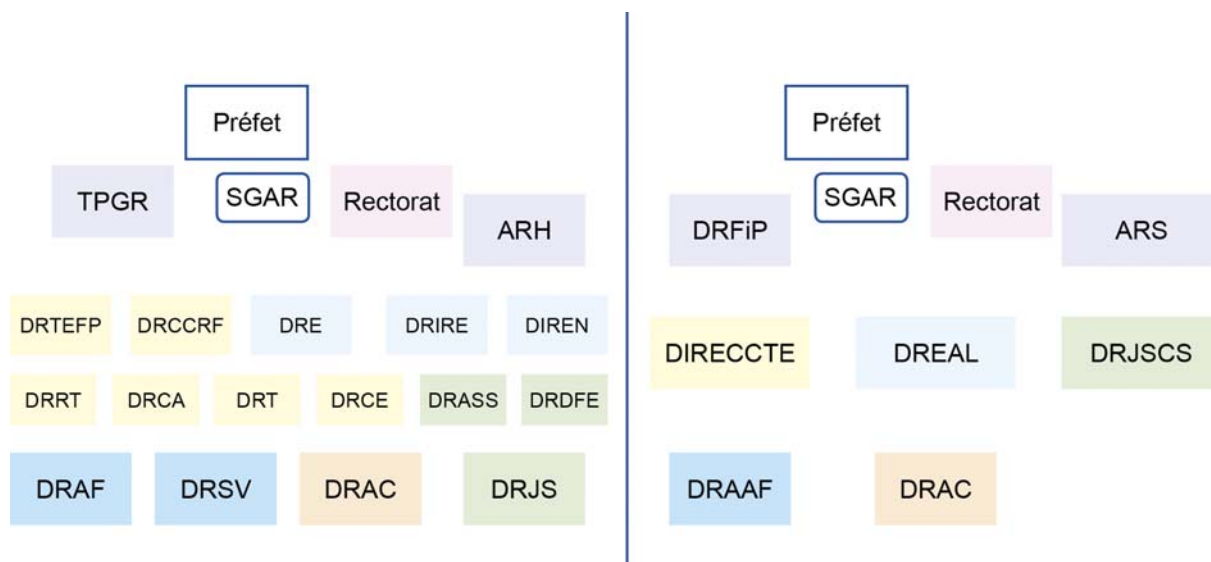 Préfet
TPGR
SGAR
Rectorat
ARH
DRTEFP
DRCCRF
DRE
DRIRE
DIREN
DRRT
DRCA
DRT
DRCE
DRASS
DRDFE
DRAF
DRSV
DRAC
DRJS
Préfet
DRFiP
SGAR
Rectorat
ARS
DIRECCTE
DREAL
DRJSCS
DRAAF
DRAC